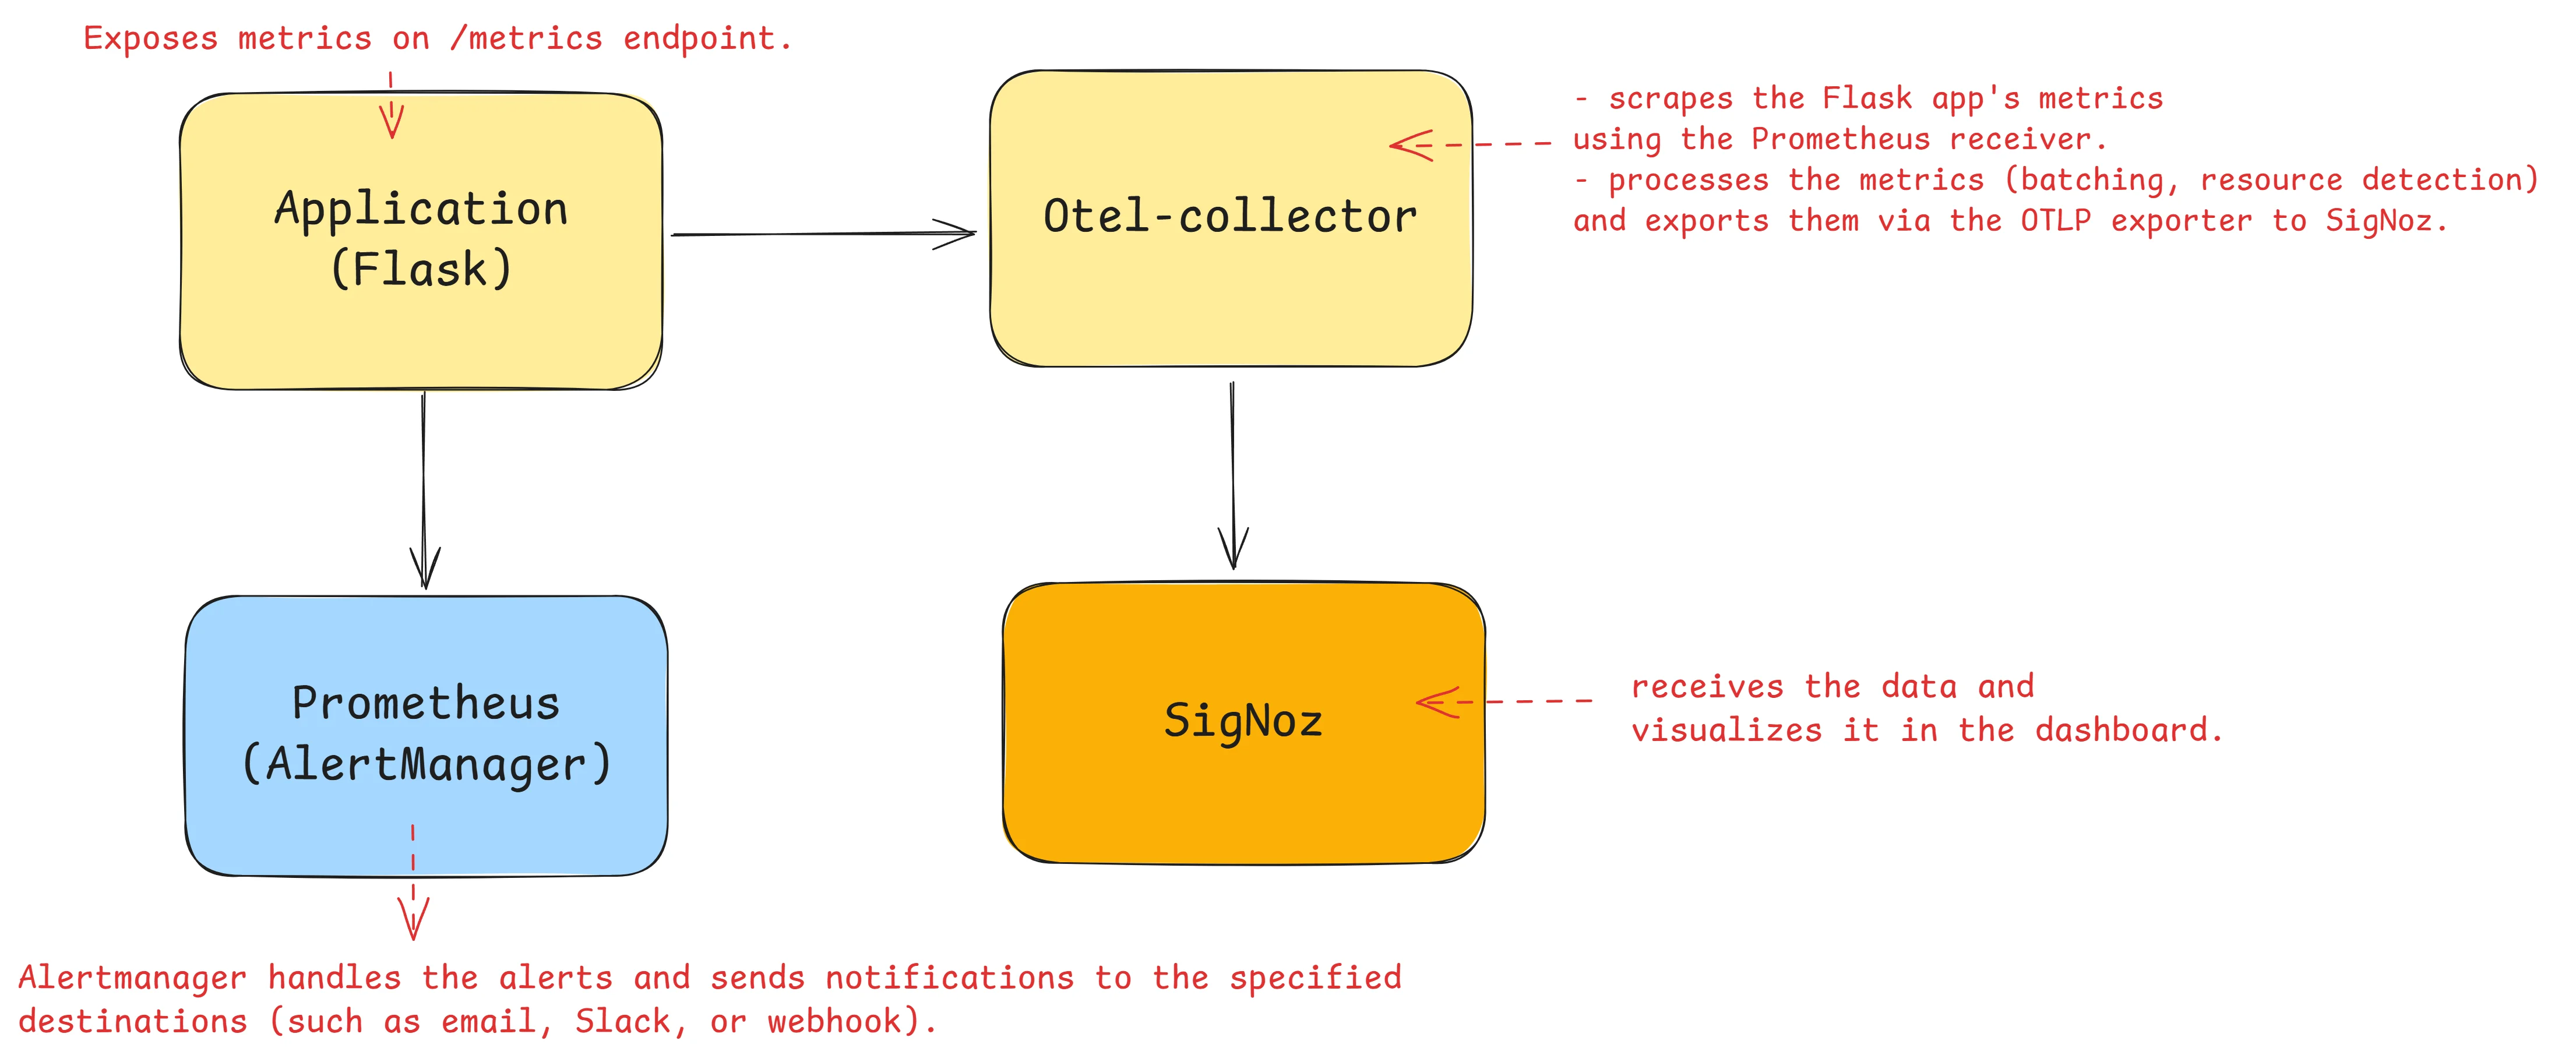 Exposes metrics on /metrics endpoint.
Application
(Flask)
Otel-collector
- scrapes the Flask app's metrics
using the Prometheus receiver.
- processes the metrics (batching, resource detection)
and exports them via the OTLP exporter to SigNoz.
Prometheus
(AlertManager)
SigNoz
receives the data and
visualizes it in the dashboard.
Alertmanager handles the alerts and sends notifications to the specified
destinations (such as email, Slack, or webhook).